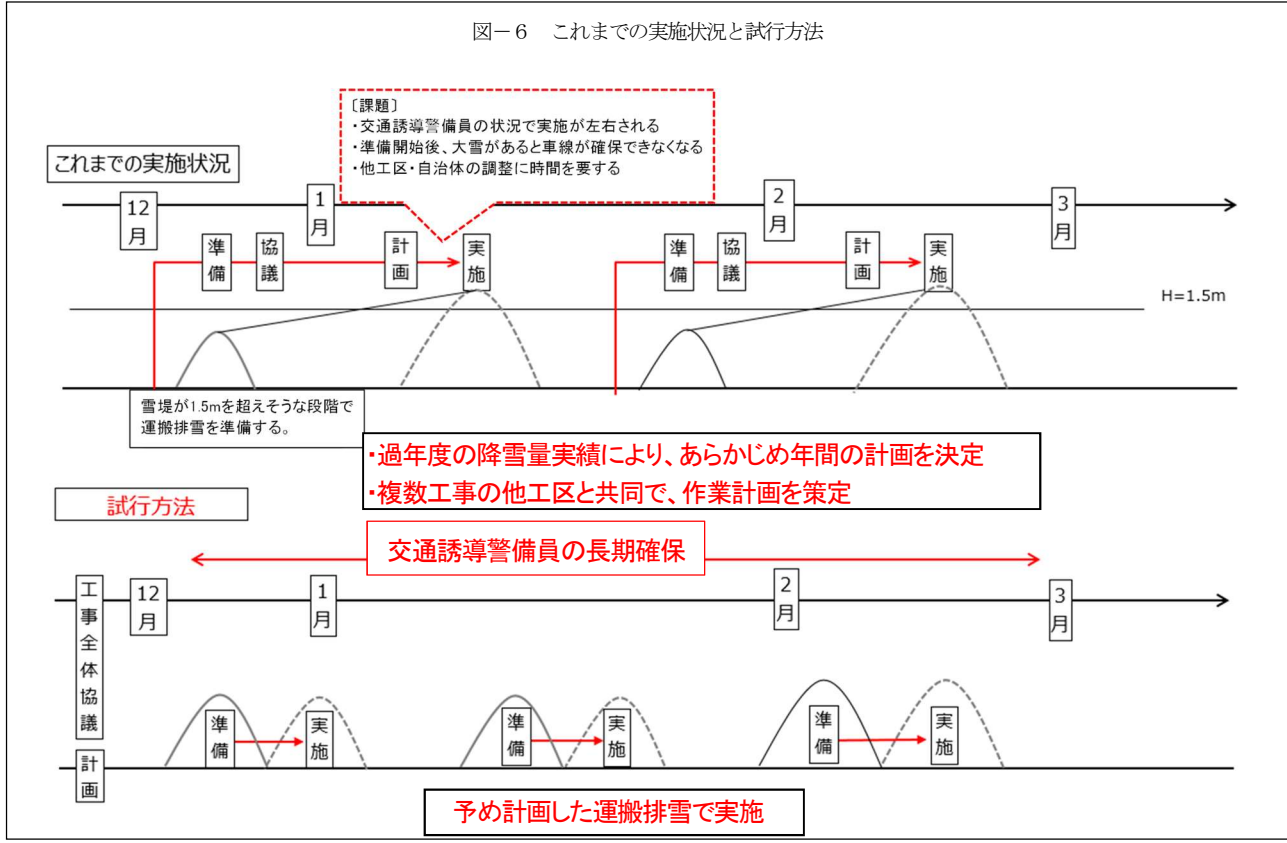 図－6　これまでの実施状況と試行方法
〔課題〕
・交通誘導警備員の状況で実施が左右される
・準備開始後、大雪があると車線が確保できなくなる
・他工区・自治体の調整に時間を要する
これまでの実施状況
12月
1月
2月
3月
準備
協議
計画
実施
準備
協議
計画
実施
H=1.5m
雪堤が1.5mを超えそうな段階で
運搬排雪を準備する。
・過年度の降雪量実績により、あらかじめ年間の計画を決定
・複数工事の他工区と共同で、作業計画を策定
試行方法
交通誘導警備員の長期確保
工事全体協議
12月
1月
2月
3月
準備
実施
準備
実施
準備
実施
計画
予め計画した運搬排雪で実施